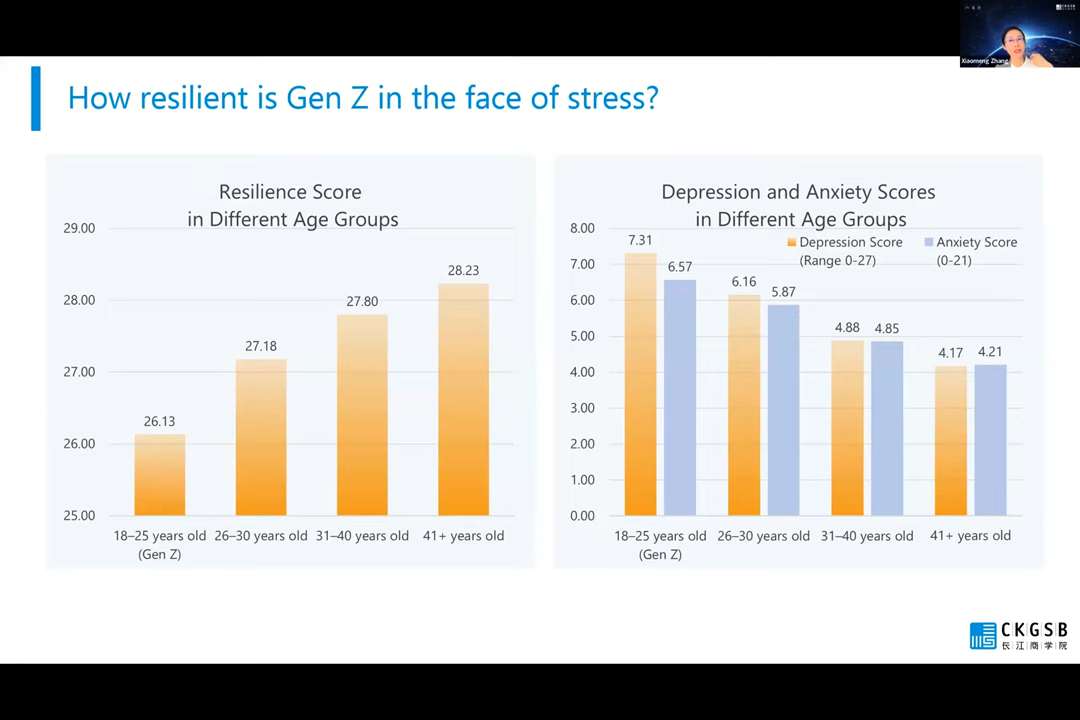 CKGSB
Xiaomeng Zhang
How resilient is Gen Z in the face of stress?
Resilience Score
in Different Age Groups
29.00
28.00
27.00
26.00
25.00
26.13
27.18
27.80
28.23
18–25 years old
(Gen Z)
26–30 years old
31–40 years old
41+ years old
Depression and Anxiety Scores
in Different Age Groups
Depression Score
(Range 0-27)
Anxiety Score
(0-21)
8.00
7.00
6.00
5.00
4.00
3.00
2.00
1.00
0.00
7.31
6.57
6.16
5.87
4.88
4.85
4.17
4.21
18–25 years old
(Gen Z)
26–30 years old
31–40 years old
41+ years old
CKGSB
长江商学院